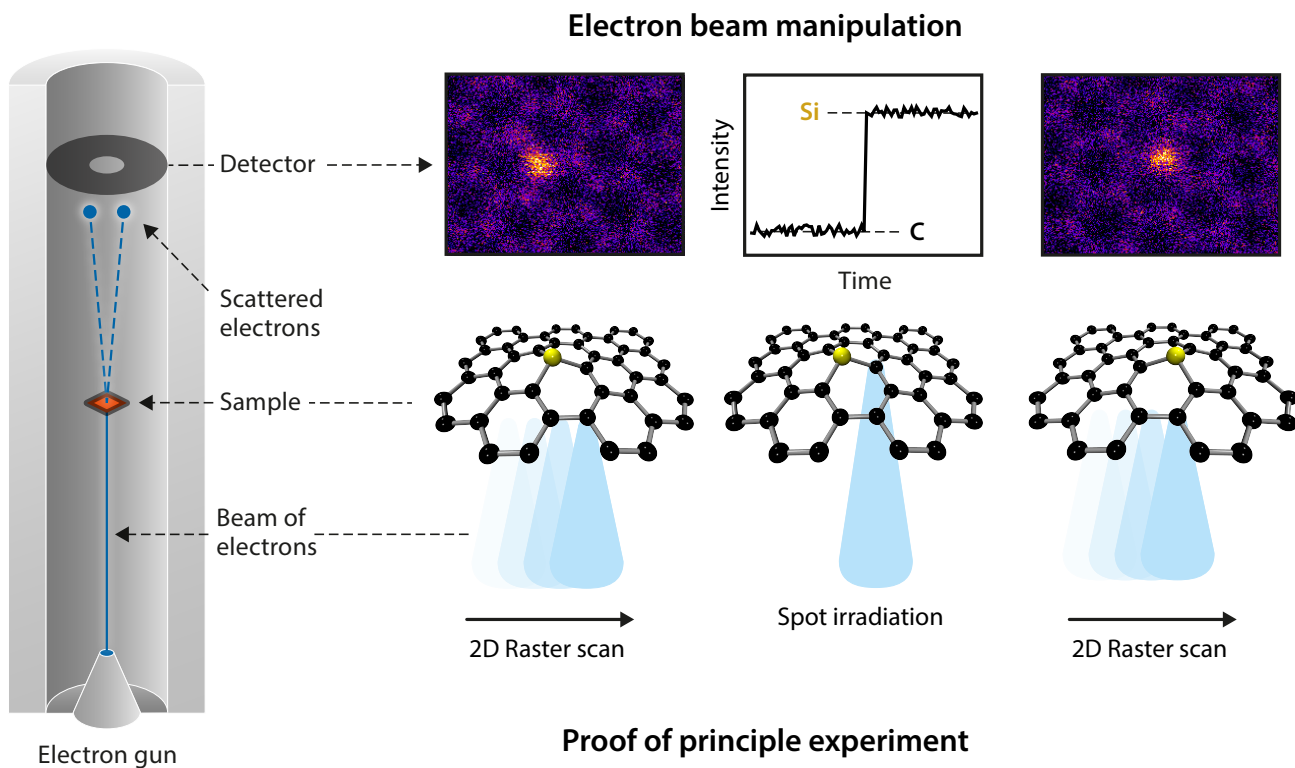 Electron beam manipulation
Detector
Scattered
electrons
Sample
Beam of
electrons
Electron gun
Intensity
Si
C
Time
2D Raster scan
Spot irradiation
2D Raster scan
Proof of principle experiment